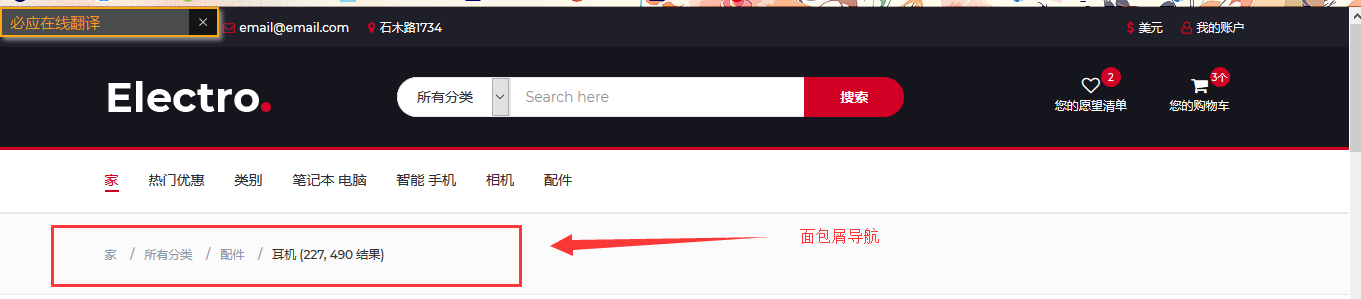 必应在线翻译
email@email.com 石木路1734 $ 美元 我的账户
Electro.
所有分类 Search here 搜索
2 3个
您的愿望清单 您的购物车
家 热门优惠 类别 笔记本 电脑 智能 手机 相机 配件
面包屑导航
家 / 所有分类 / 配件 / 耳机 (227, 490 结果)